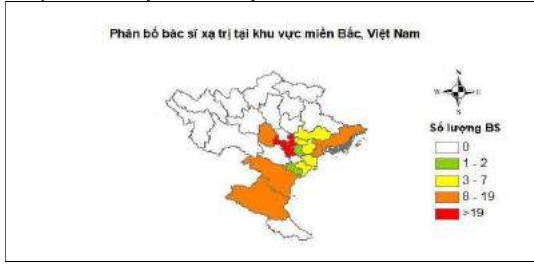 Phân bố bác sĩ xạ trị tại khu vực miền Bắc, Việt Nam
N
W
E
S
Số lượng BS
0
1 - 2
3 - 7
8 - 19
>19